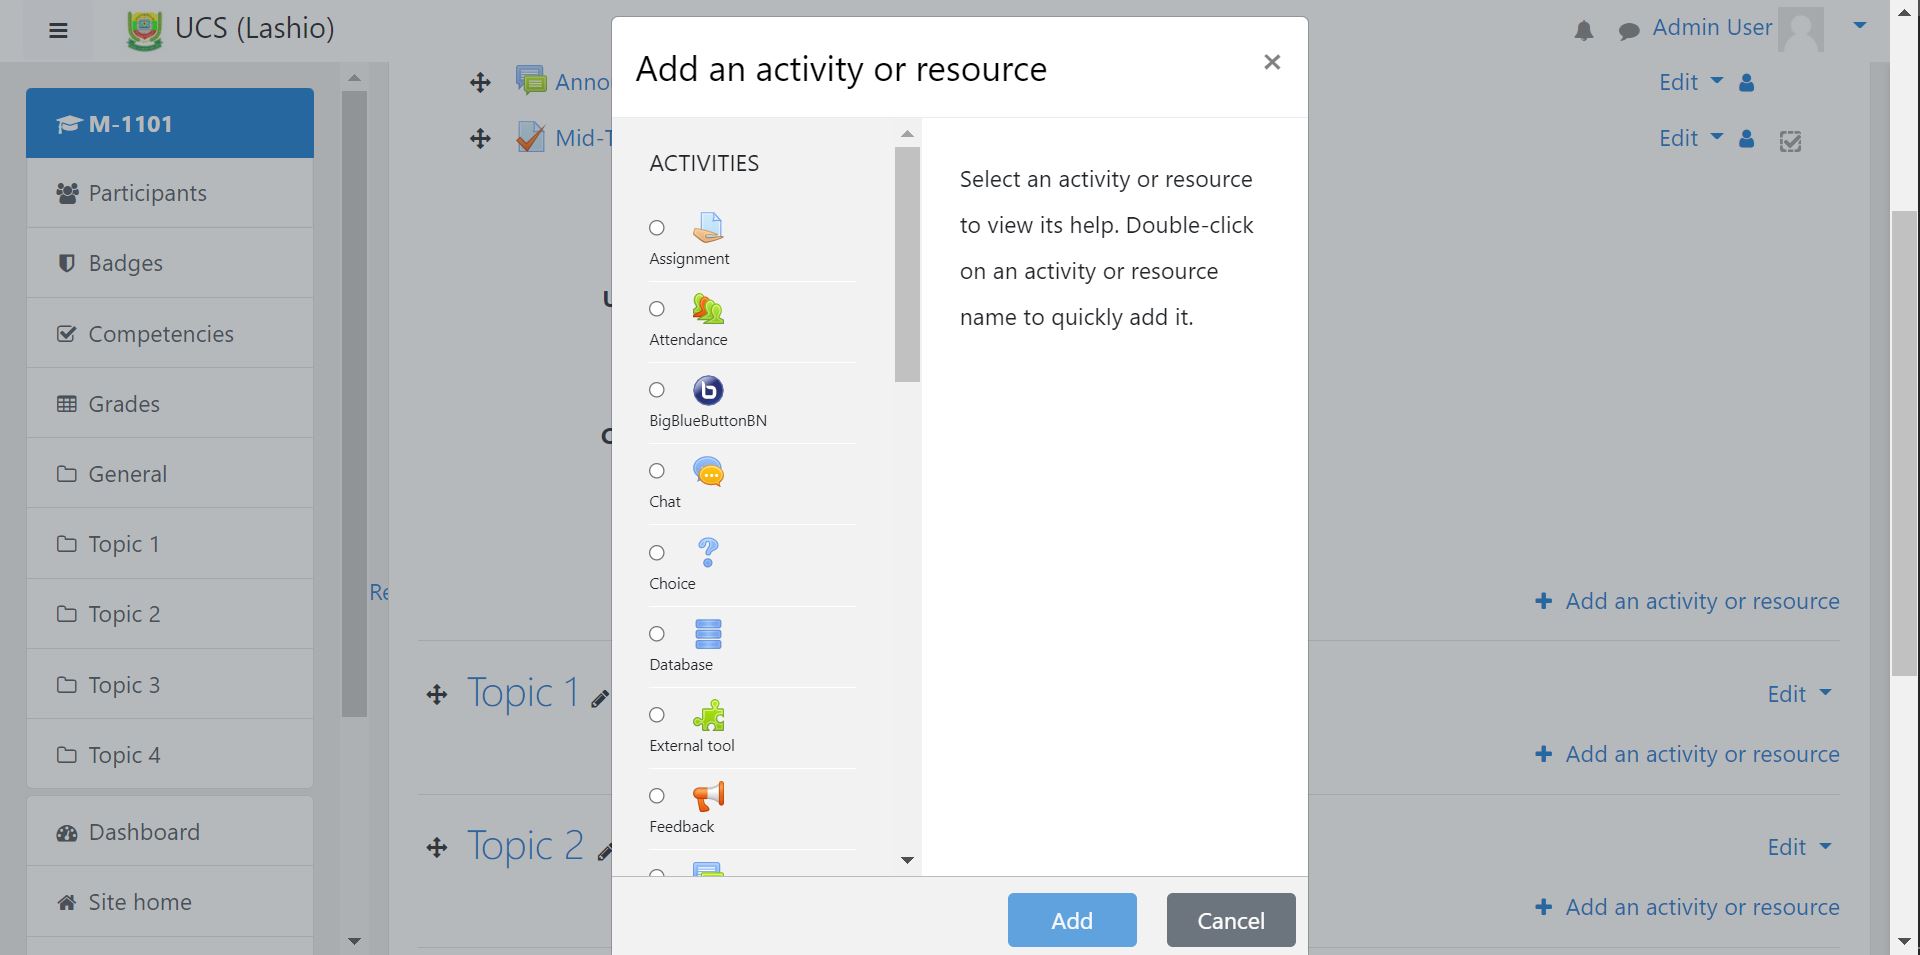 UCS (Lashio)
Admin User
M-1101
Participants
Badges
Competencies
Grades
General
Topic 1
Topic 2
Topic 3
Topic 4
Dashboard
Site home
Edit
Edit
Add an activity or resource
Topic 1
Edit
Add an activity or resource
Topic 2
Edit
Add an activity or resource
Add an activity or resource
×
ACTIVITIES
Assignment
Attendance
BigBlueButtonBN
Chat
Choice
Database
External tool
Feedback
Select an activity or resource
to view its help. Double-click
on an activity or resource
name to quickly add it.
Add
Cancel